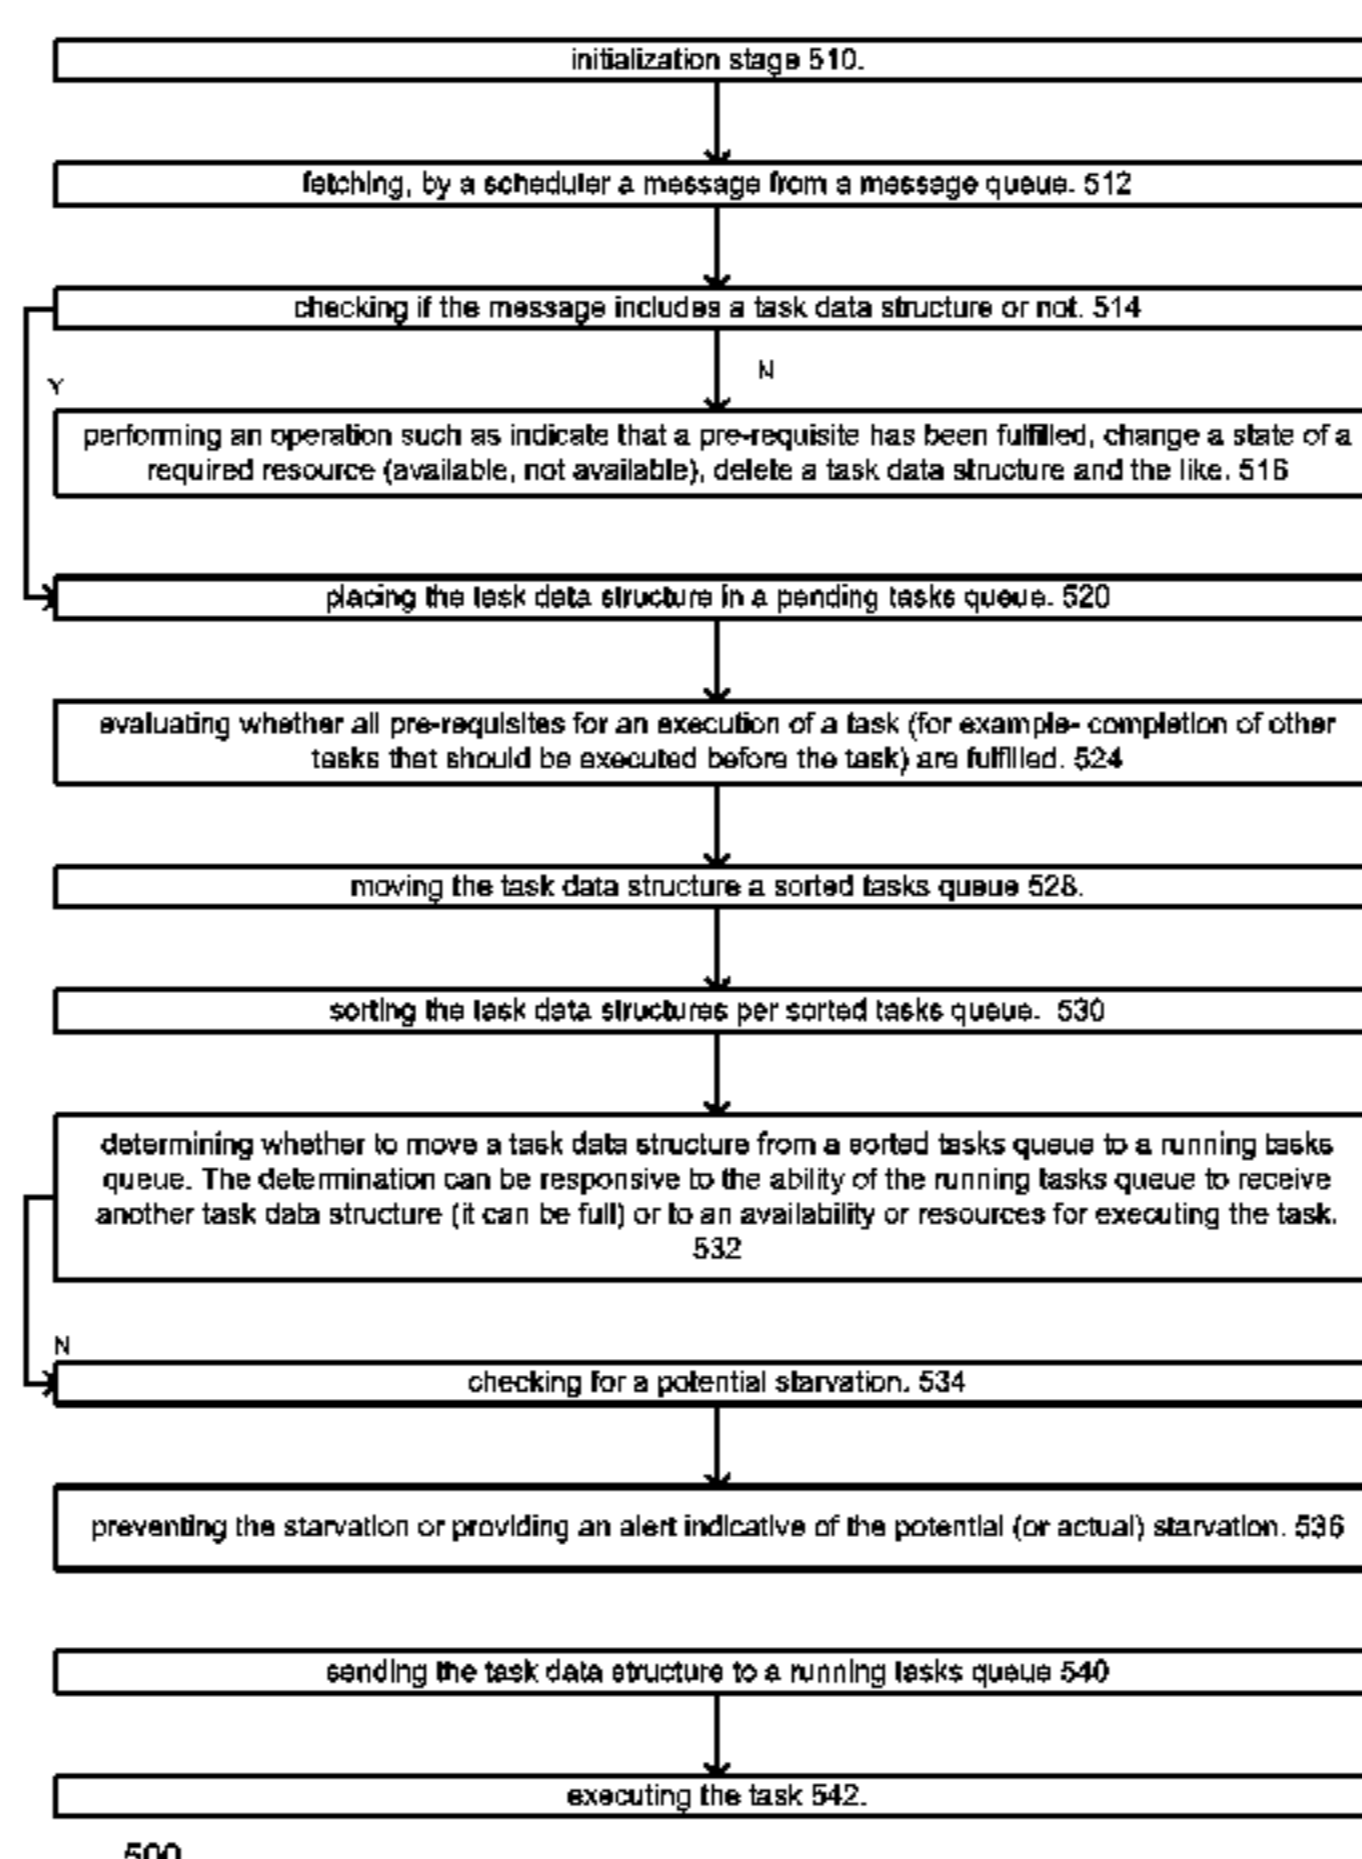 initialization stage 510.
fetching, by a scheduler a message from a message queue. 512
checking if the message includes a task data structure or not. 514
N
Y
performing an operation such as indicate that a pre-requisite has been fulfilled, change a state of a
required resource (available, not available), delete a task data structure and the like. 516
placing the task data structure in a pending tasks queue. 520
evaluating whether all pre-requisites for an execution of a task (for example- completion of other
tasks that should be executed before the task) are fulfilled. 524
moving the task data structure a sorted tasks queue 528.
sorting the task data structures per sorted tasks queue. 530
determining whether to move a task data structure from a sorted tasks queue to a running tasks
queue. The determination can be responsive to the ability of the running tasks queue to receive
another task data structure (it can be full) or to an availability or resources for executing the task.
532
N
checking for a potential starvation. 534
preventing the starvation or providing an alert indicative of the potential (or actual) starvation. 536
sending the task data structure to a running tasks queue 540
executing the task 542.
500